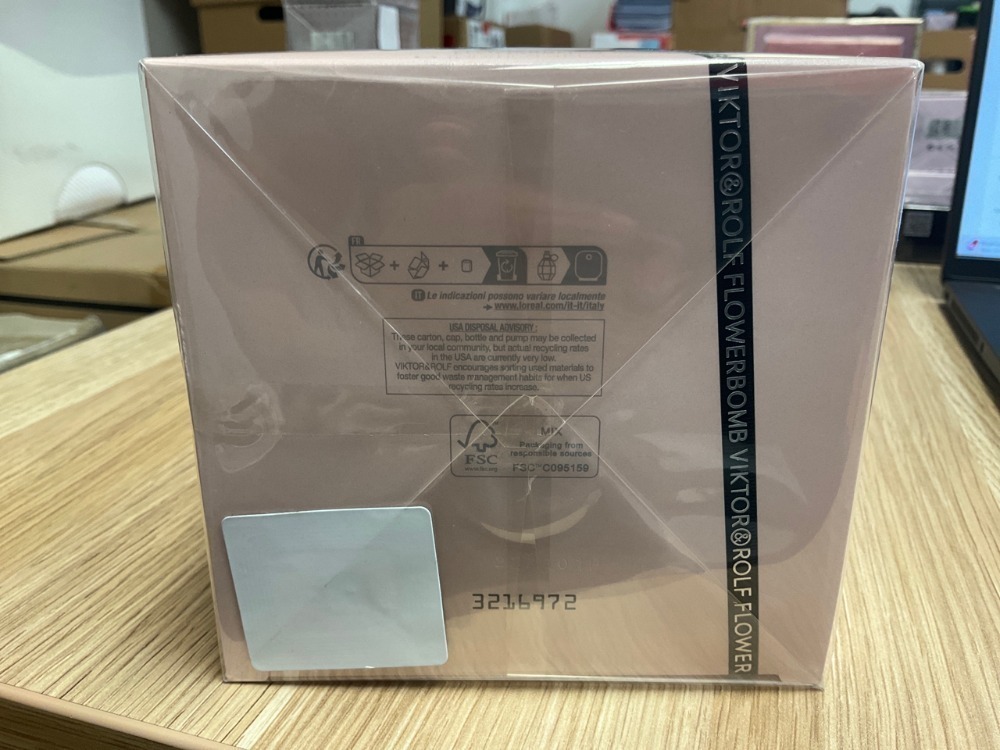 FR
IT Le indicazioni possono variare localmente
www.loreal.com/it-it/italy
USA DISPOSAL ADVISORY :
These carton, cap, bottle and pump may be collected
in your local community, but actual recycling rates
in the USA are currently very low.
VIKTOR&ROLF encourages sorting used materials to
foster good waste management habits for when US
recycling rates increase.
FSC
www.fsc.org
MIX
Packaging from
responsible sources
FSC™ C095159
3216972
VIKTOR&ROLF FLOWERBOMB VIKTOR&ROLF FLOWER